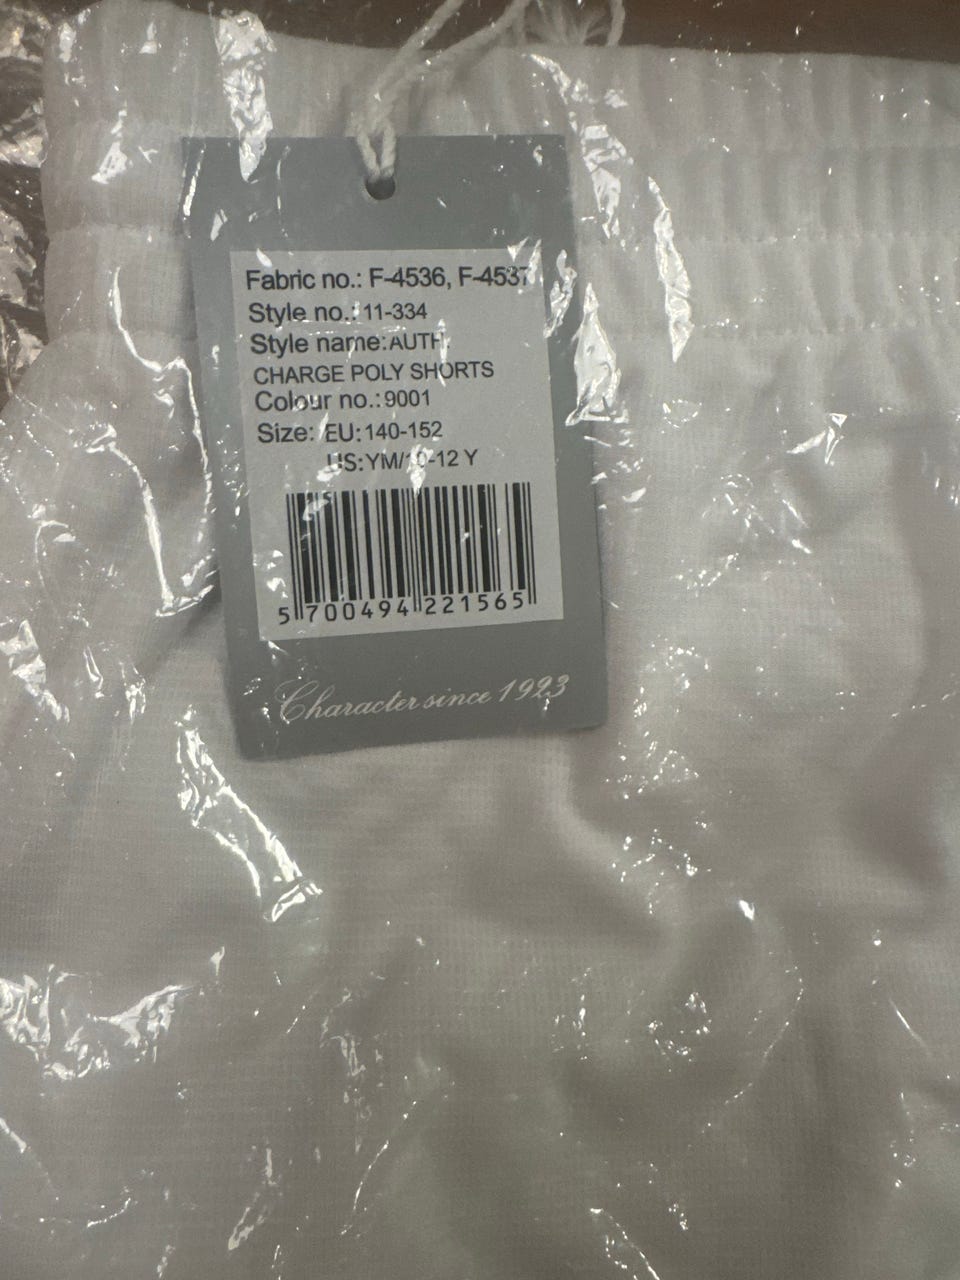 Fabric no.: F-4536, F-4537
Style no.: 11-334
Style name: AUTH.
CHARGE POLY SHORTS
Colour no.: 9001
Size: EU: 140-152
US: YM/10-12 Y
5 700494 221565
Character since 1923